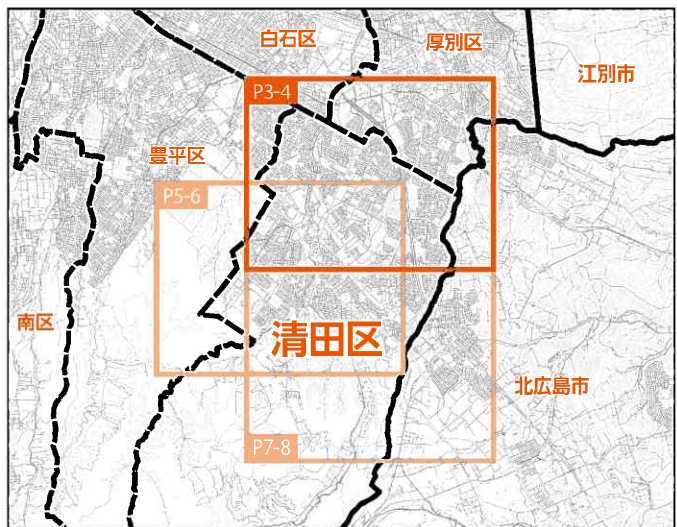 白石区
厚別区
江別市
P3-4
豊平区
P5-6
南区
清田区
北広島市
P7-8